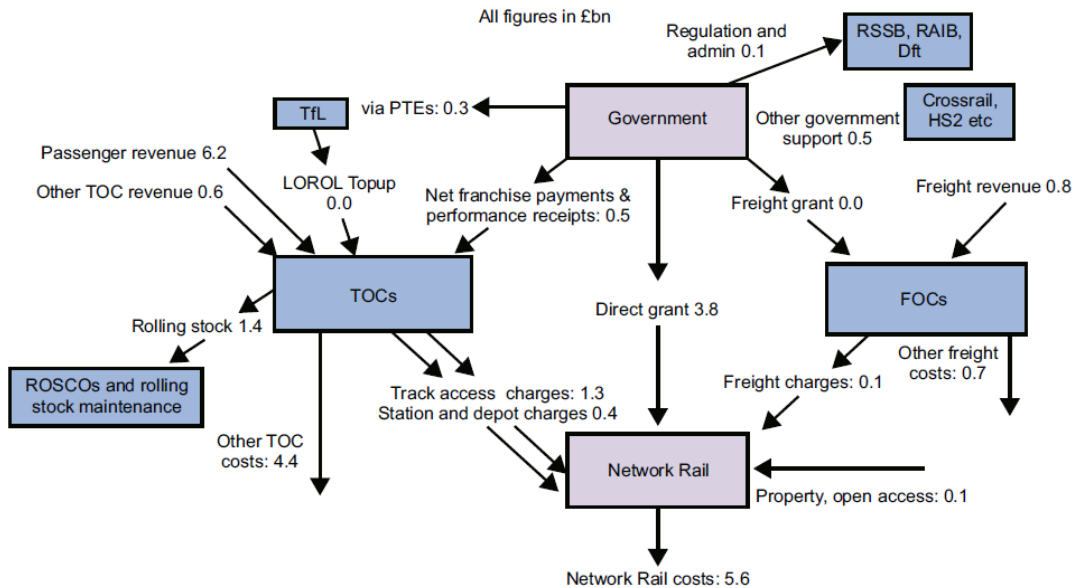 All figures in £bn
Regulation and
admin 0.1
RSSB, RAIB,
Dft
TfL
via PTEs: 0.3
Government
Other government
support 0.5
Crossrail,
HS2 etc
Passenger revenue 6.2
Other TOC revenue 0.6
LOROL Topup
0.0
Net franchise payments &
performance receipts: 0.5
Freight grant 0.0
Freight revenue 0.8
TOCs
FOCs
Direct grant 3.8
Rolling stock 1.4
ROSCOs and rolling
stock maintenance
Other TOC
costs: 4.4
Track access charges: 1.3
Station and depot charges 0.4
Freight charges: 0.1
Other freight
costs: 0.7
Network Rail
Property, open access: 0.1
Network Rail costs: 5.6